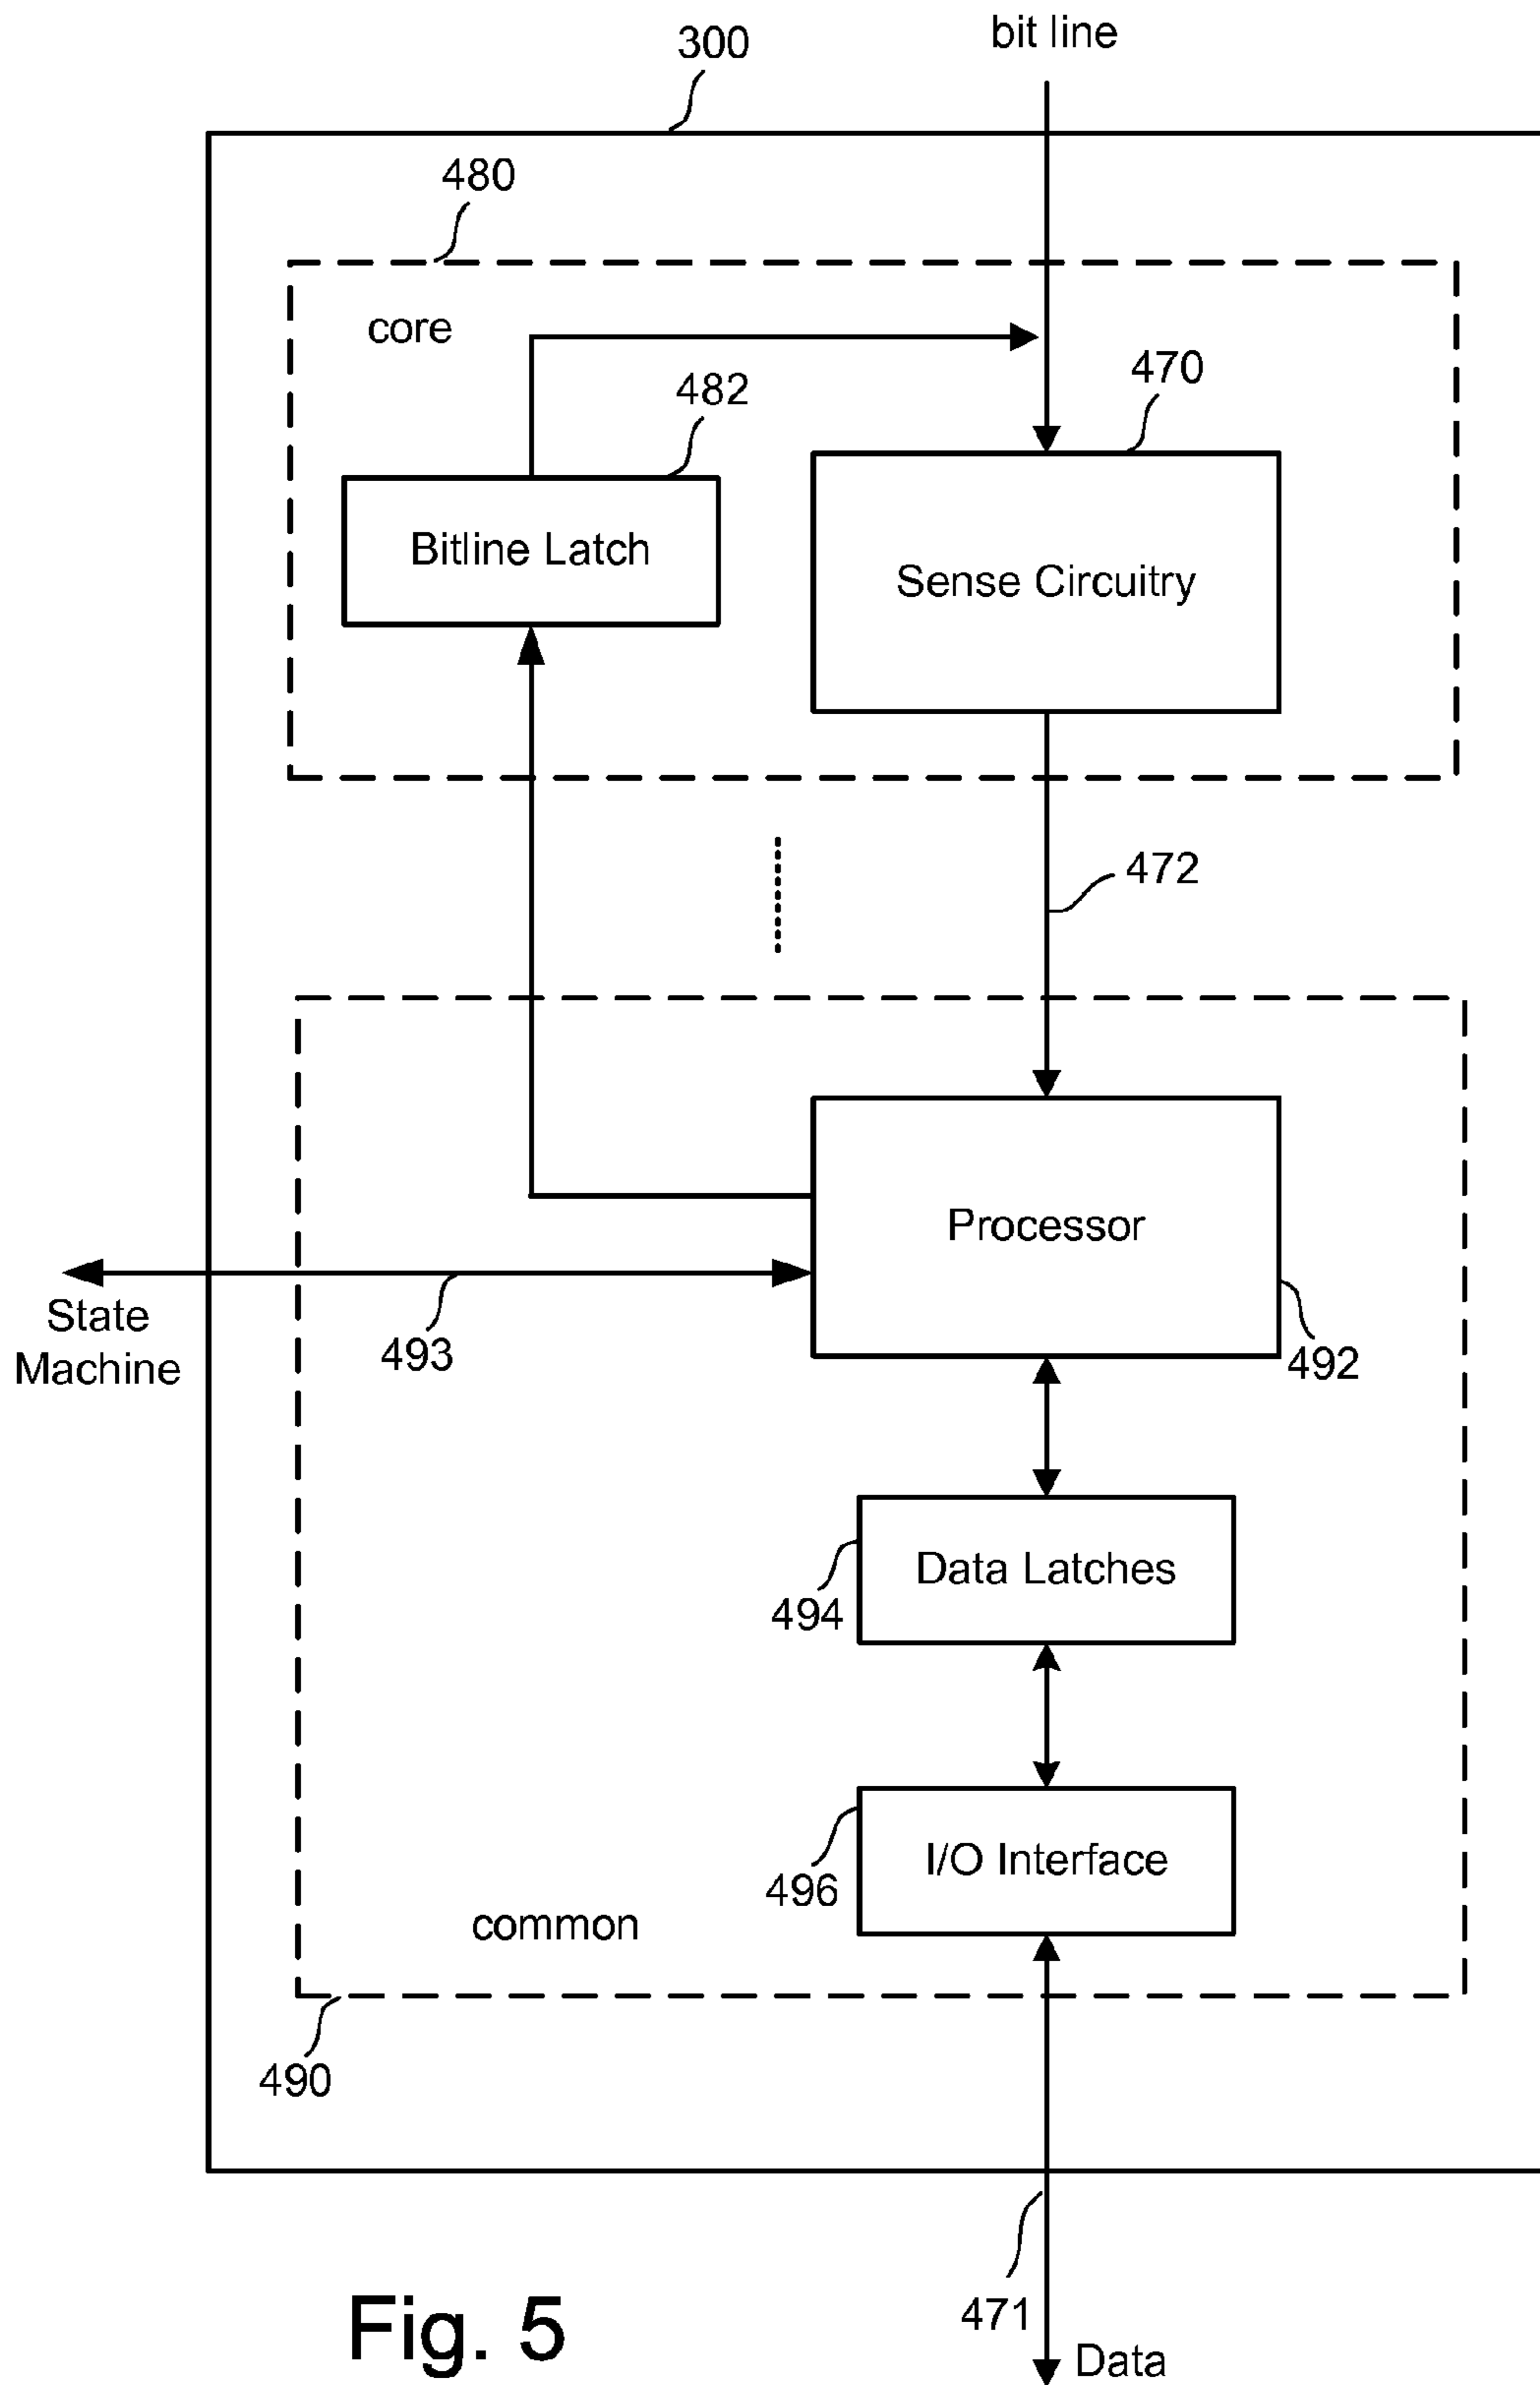 bit line
300
480
core
470
482
Bitline Latch
Sense Circuitry
472
Processor
State
Machine
493
492
Data Latches
494
I/O Interface
496
common
490
471
Fig. 5
Data